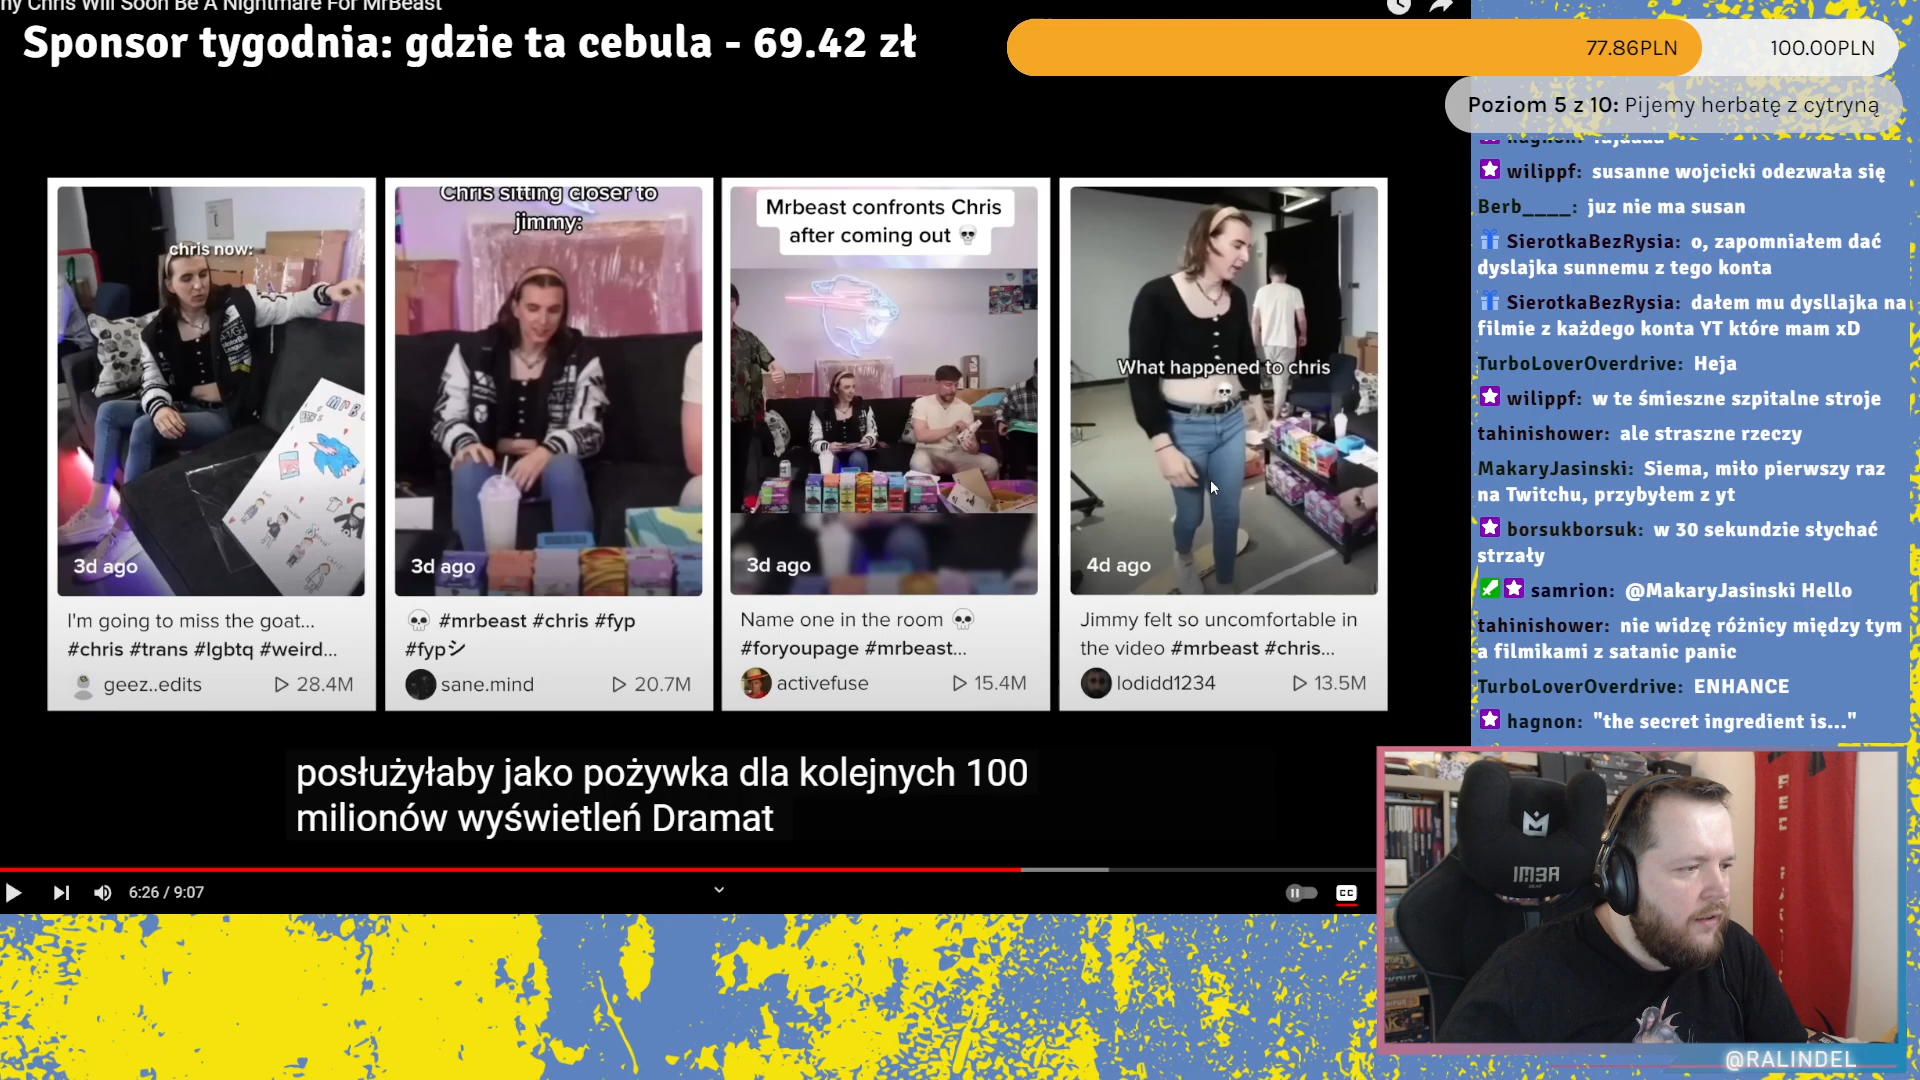 hy Chris Will Soon Be A Nightmare For MrBeast
Sponsor tygodnia: gdzie ta cebula - 69.42 zł
77.86PLN
100.00PLN
Poziom 5 z 10: Pijemy herbatę z cytryną
chris now:
3d ago
I'm going to miss the goat...
#chris #trans #lgbtq #weird...
geez..edits
28.4M
Chris sitting closer to
jimmy:
3d ago
💀 #mrbeast #chris #fyp
#fypシ
sane.mind
20.7M
Mrbeast confronts Chris
after coming out 💀
3d ago
Name one in the room 💀
#foryoupage #mrbeast...
activefuse
15.4M
What happened to chris
💀
4d ago
Jimmy felt so uncomfortable in
the video #mrbeast #chris...
lodidd1234
13.5M
posłużyłaby jako pożywka dla kolejnych 100
milionów wyświetleń Dramat
6:26 / 9:07
CC
wilippf: susanne wojcicki odezwała się
Berb____: juz nie ma susan
SierotkaBezRysia: o, zapomniałem dać
dyslajka sunnemu z tego konta
SierotkaBezRysia: dałem mu dysllajka na
filmie z każdego konta YT które mam xD
TurboLoverOverdrive: Heja
wilippf: w te śmieszne szpitalne stroje
tahinishower: ale straszne rzeczy
MakaryJasinski: Siema, miło pierwszy raz
na Twitchu, przybyłem z yt
borsukborsuk: w 30 sekundzie słychać
strzały
samrion: @MakaryJasinski Hello
tahinishower: nie widzę różnicy między tym
a filmikami z satanic panic
TurboLoverOverdrive: ENHANCE
hagnon: "the secret ingredient is..."
@RALINDEL